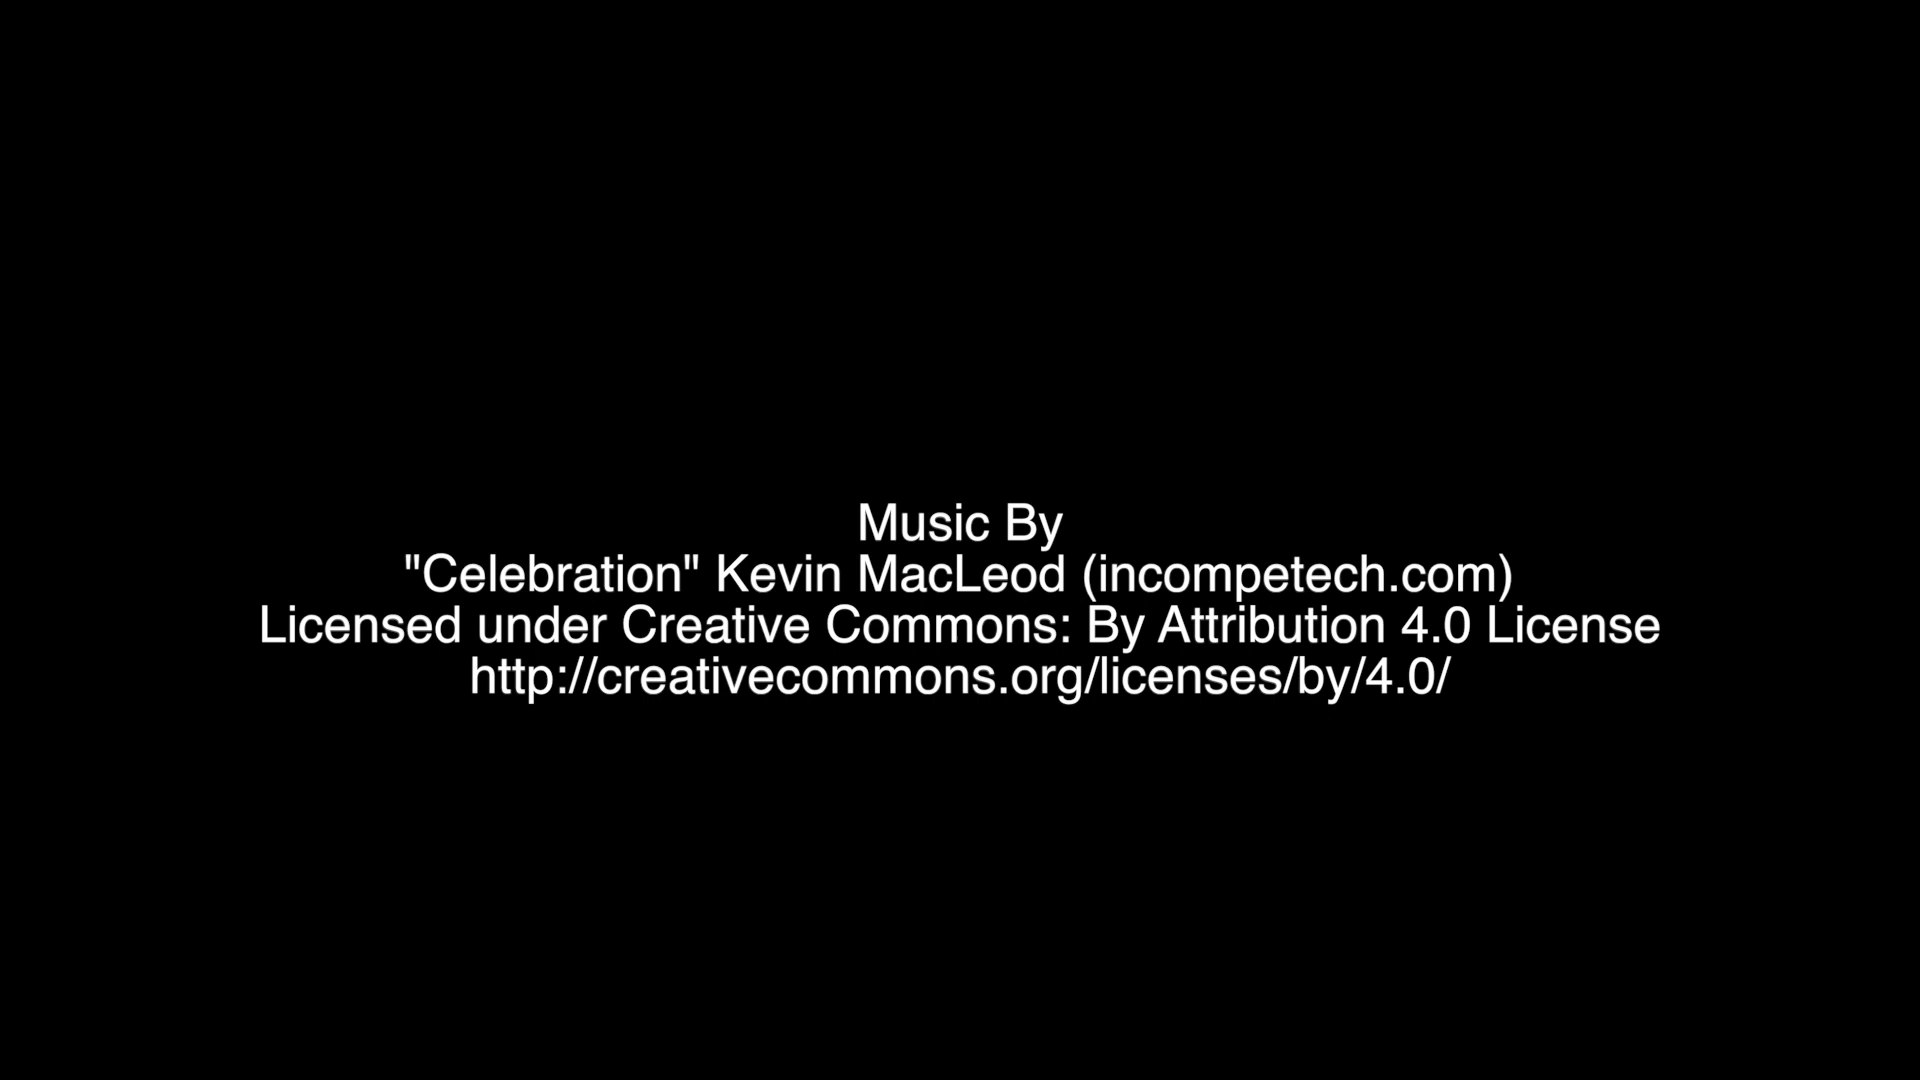 Music By
"Celebration" Kevin MacLeod (incompetech.com)
Licensed under Creative Commons: By Attribution 4.0 License
http://creativecommons.org/licenses/by/4.0/